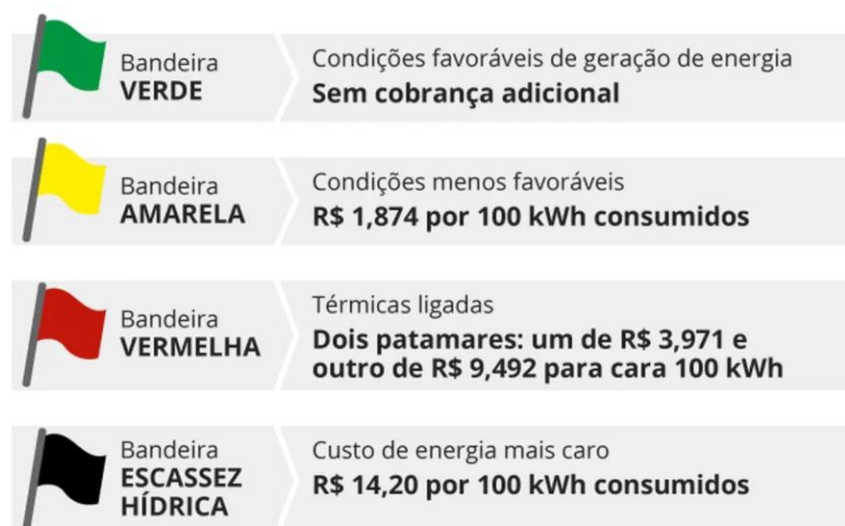 Bandeira
VERDE
Condições favoráveis de geração de energia
Sem cobrança adicional
Bandeira
AMARELA
Condições menos favoráveis
R$ 1,874 por 100 kWh consumidos
Bandeira
VERMELHA
Térmicas ligadas
Dois patamares: um de R$ 3,971 e
outro de R$ 9,492 para cara 100 kWh
Bandeira
ESCASSEZ
HÍDRICA
Custo de energia mais caro
R$ 14,20 por 100 kWh consumidos